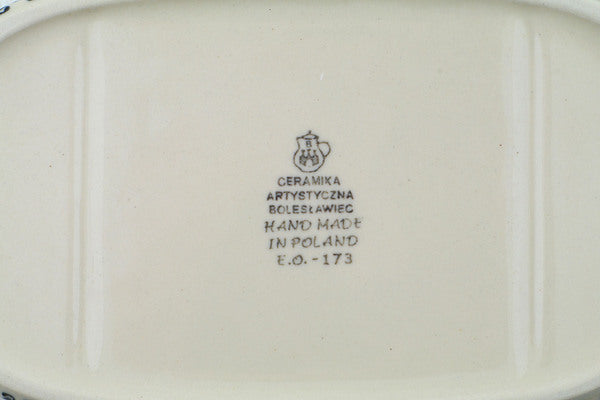 B
CERAMIKA
ARTYSTYCZNA
BOLESŁAWIEC
HAND MADE
IN POLAND
E.O. - 173